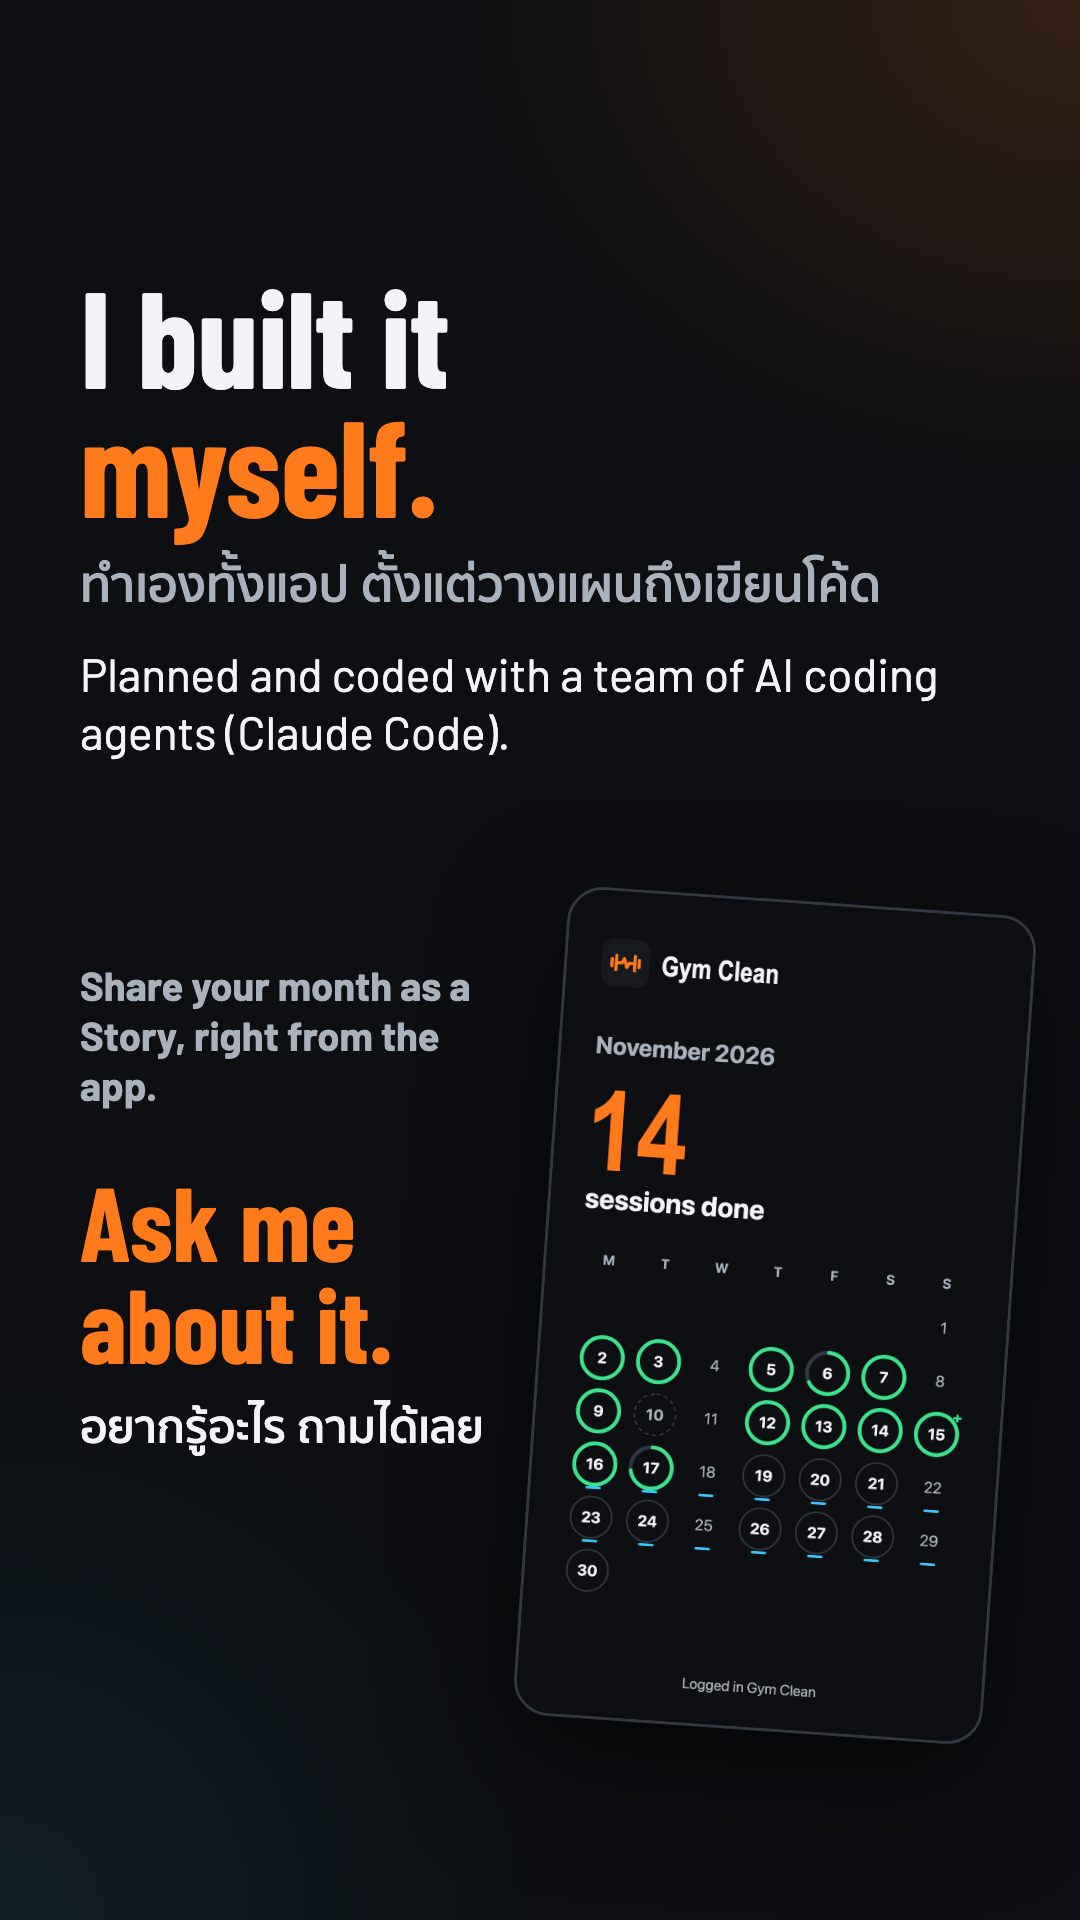 I built it
myself.
ทำเองทั้งแอป ตั้งแต่วางแผนถึงเขียนโค้ด
Planned and coded with a team of AI coding
agents (Claude Code).
Share your month as a
Story, right from the
app.
Ask me
about it.
อยากรู้อะไร ถามได้เลย
Gym Clean
November 2026
14
sessions done
M T W T F S S
1
2 3 4 5 6 7 8
9 10 11 12 13 14 15 +
16 17 18 19 20 21 22
23 24 25 26 27 28 29
30
Logged in Gym Clean